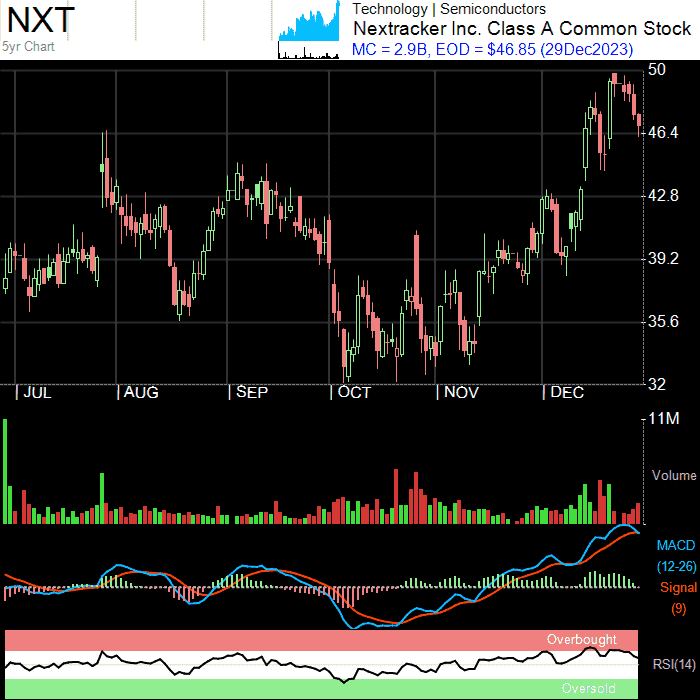 NXT
5yr Chart
Technology | Semiconductors
Nextracker Inc. Class A Common Stock
MC = 2.9B, EOD = $46.85 (29Dec2023)
50
46.4
42.8
39.2
35.6
32
| JUL | AUG | SEP | OCT | NOV | DEC
11M
Volume
MACD
(12-26)
Signal
(9)
Overbought
RSI(14)
Oversold